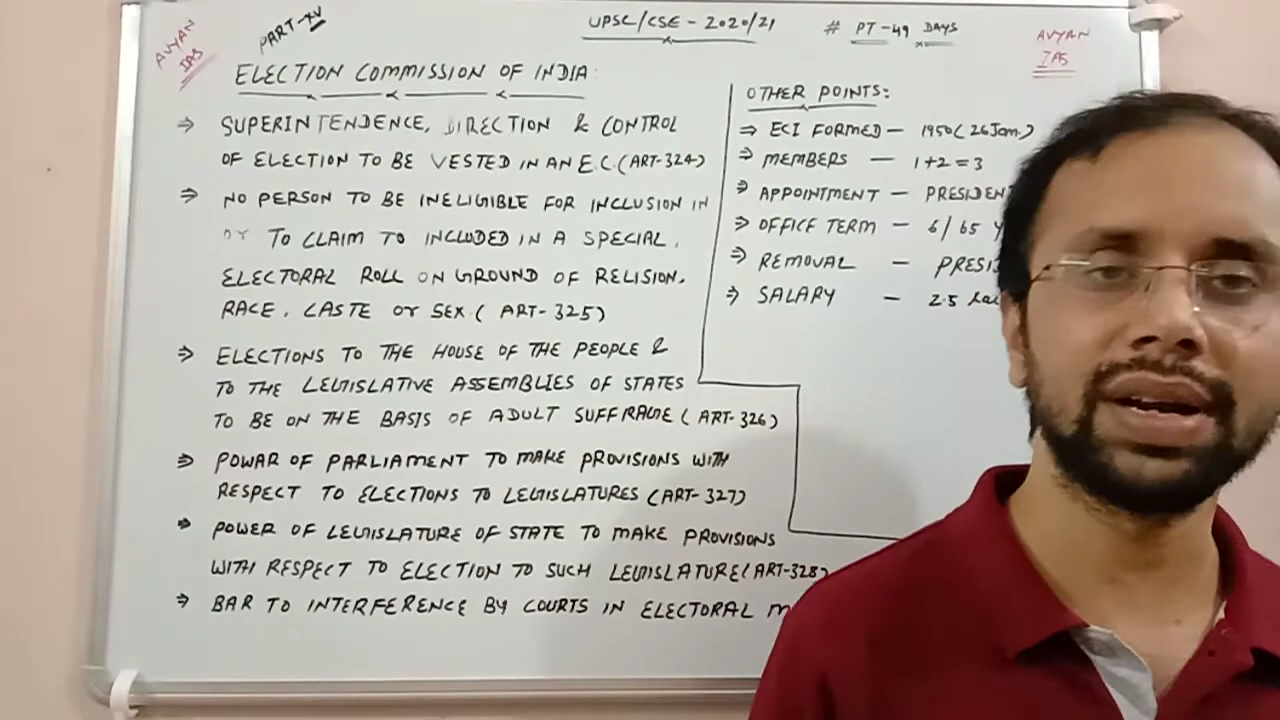 AVYAN IAS
PART-XV
UPSC/CSE - 2020/21
# PT-49 DAYS
AVYAN
IAS
ELECTION COMMISSION OF INDIA:
⇒ SUPERINTENDENCE, DIRECTION & CONTROL
OF ELECTION TO BE VESTED IN AN E.C. (ART-324)
⇒ NO PERSON TO BE INELIGIBLE FOR INCLUSION IN
or TO CLAIM TO INCLUDED IN A SPECIAL,
ELECTORAL ROLL ON GROUND OF RELISION,
RACE, CASTE or SEX. (ART-325)
⇒ ELECTIONS TO THE HOUSE OF THE PEOPLE &
TO THE LEGISLATIVE ASSEMBLIES OF STATES
TO BE ON THE BASIS OF ADULT SUFFRAGE (ART-326)
⇒ POWAR OF PARLIAMENT TO MAKE PROVISIONS WITH
RESPECT TO ELECTIONS TO LEGISLATURES (ART-327)
⇒ POWER OF LEGISLATURE OF STATE TO MAKE PROVISIONS
WITH RESPECT TO ELECTION TO SUCH LEGISLATURE (ART-328)
⇒ BAR TO INTERFERENCE BY COURTS IN ELECTORAL M
OTHER POINTS:
⇒ ECI FORMED - 1950 (26 Jan.)
⇒ MEMBERS - 1+2=3
⇒ APPOINTMENT - PRESIDEN
⇒ OFFICE TERM - 6/65 Y
⇒ REMOVAL - PRESI
⇒ SALARY - 2.5 Lac